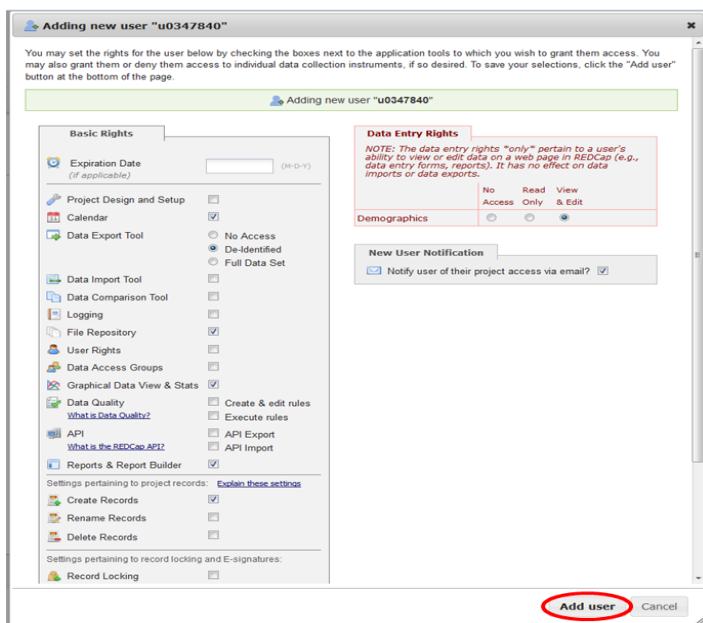 Adding new user "u0347840"
You may set the rights for the user below by checking the boxes next to the application tools to which you wish to grant them access. You
may also grant them or deny them access to individual data collection instruments, if so desired. To save your selections, click the "Add user"
button at the bottom of the page.
Adding new user "u0347840"
Basic Rights
Expiration Date
(if applicable)
(M-D-Y)
Project Design and Setup
Calendar
Data Export Tool
No Access
De-Identified
Full Data Set
Data Import Tool
Data Comparison Tool
Logging
File Repository
User Rights
Data Access Groups
Graphical Data View & Stats
Data Quality
What is Data Quality?
Create & edit rules
Execute rules
API
What is the REDCap API?
API Export
API Import
Reports & Report Builder
Settings pertaining to project records: Explain these settings
Create Records
Rename Records
Delete Records
Settings pertaining to record locking and E-signatures:
Record Locking
Data Entry Rights
NOTE: The data entry rights *only* pertain to a user's
ability to view or edit data on a web page in REDCap (e.g.,
data entry forms, reports). It has no effect on data
imports or data exports.
No Read View
Access Only & Edit
Demographics
New User Notification
Notify user of their project access via email?
Add user Cancel